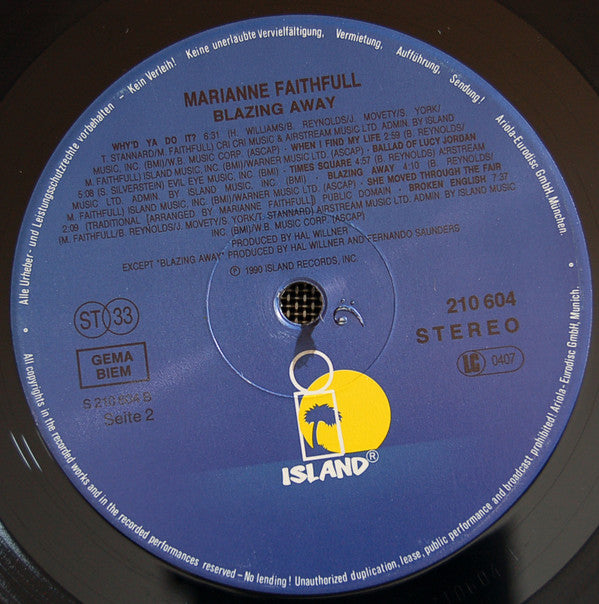 Alle Urheber- und Leistungsschutzrechte vorbehalten - Kein Verleih! Keine unerlaubte Vervielfältigung, Vermietung, Aufführung, Sendung! Ariola-Eurodisc GmbH, München.
MARIANNE FAITHFULL
BLAZING AWAY
WHY'D YA DO IT? 6:31 (H. WILLIAMS/B. REYNOLDS/J. MOVETY/S. YORK/
T. STANNARD/M. FAITHFULL) CRI CRI MUSIC & AIRSTREAM MUSIC LTD. ADMIN. BY ISLAND
MUSIC, INC (BMI)/W.B. MUSIC CORP. (ASCAP) · WHEN I FIND MY LIFE 2:59 (B. REYNOLDS/
M. FAITHFULL) ISLAND MUSIC, INC (BMI)/WARNER MUSIC LTD. (ASCAP) · BALLAD OF LUCY JORDAN
5:08 (S. SILVERSTEIN) EVIL EYE MUSIC, INC (BMI) · TIMES SQUARE 4:57 (B. REYNOLDS) AIRSTREAM
MUSIC LTD. ADMIN BY ISLAND MUSIC, INC (BMI) · BLAZING AWAY 4:10 (B. REYNOLDS/
M. FAITHFULL) ISLAND MUSIC, INC (BMI)/WARNER MUSIC LTD. (ASCAP) · SHE MOVED THROUGH THE FAIR
2:09 (TRADITIONAL [ARRANGED BY MARIANNE FAITHFULL]) PUBLIC DOMAIN · BROKEN ENGLISH 7:37
(M. FAITHFULL/B. REYNOLDS/J. MOVETY/S YORK/T. STANNARD) AIRSTREAM MUSIC LTD. ADM. BY ISLAND MUSIC
INC (BMI)/W.B. MUSIC CORP (ASCAP)
PRODUCED BY HAL WILLNER
EXCEPT "BLAZING AWAY" PRODUCED BY HAL WILLNER AND FERNANDO SAUNDERS
℗ 1990 ISLAND RECORDS, INC.
ST 33
210 604
STEREO
GEMA
BIEM
LC 0407
S 210 604 B
Seite 2
ISLAND®
All copyrights in the recorded works and in the recorded performances reserved – No lending! Unauthorized duplication, lease, public performance and broadcast prohibited! Ariola - Eurodisc GmbH, Munich.